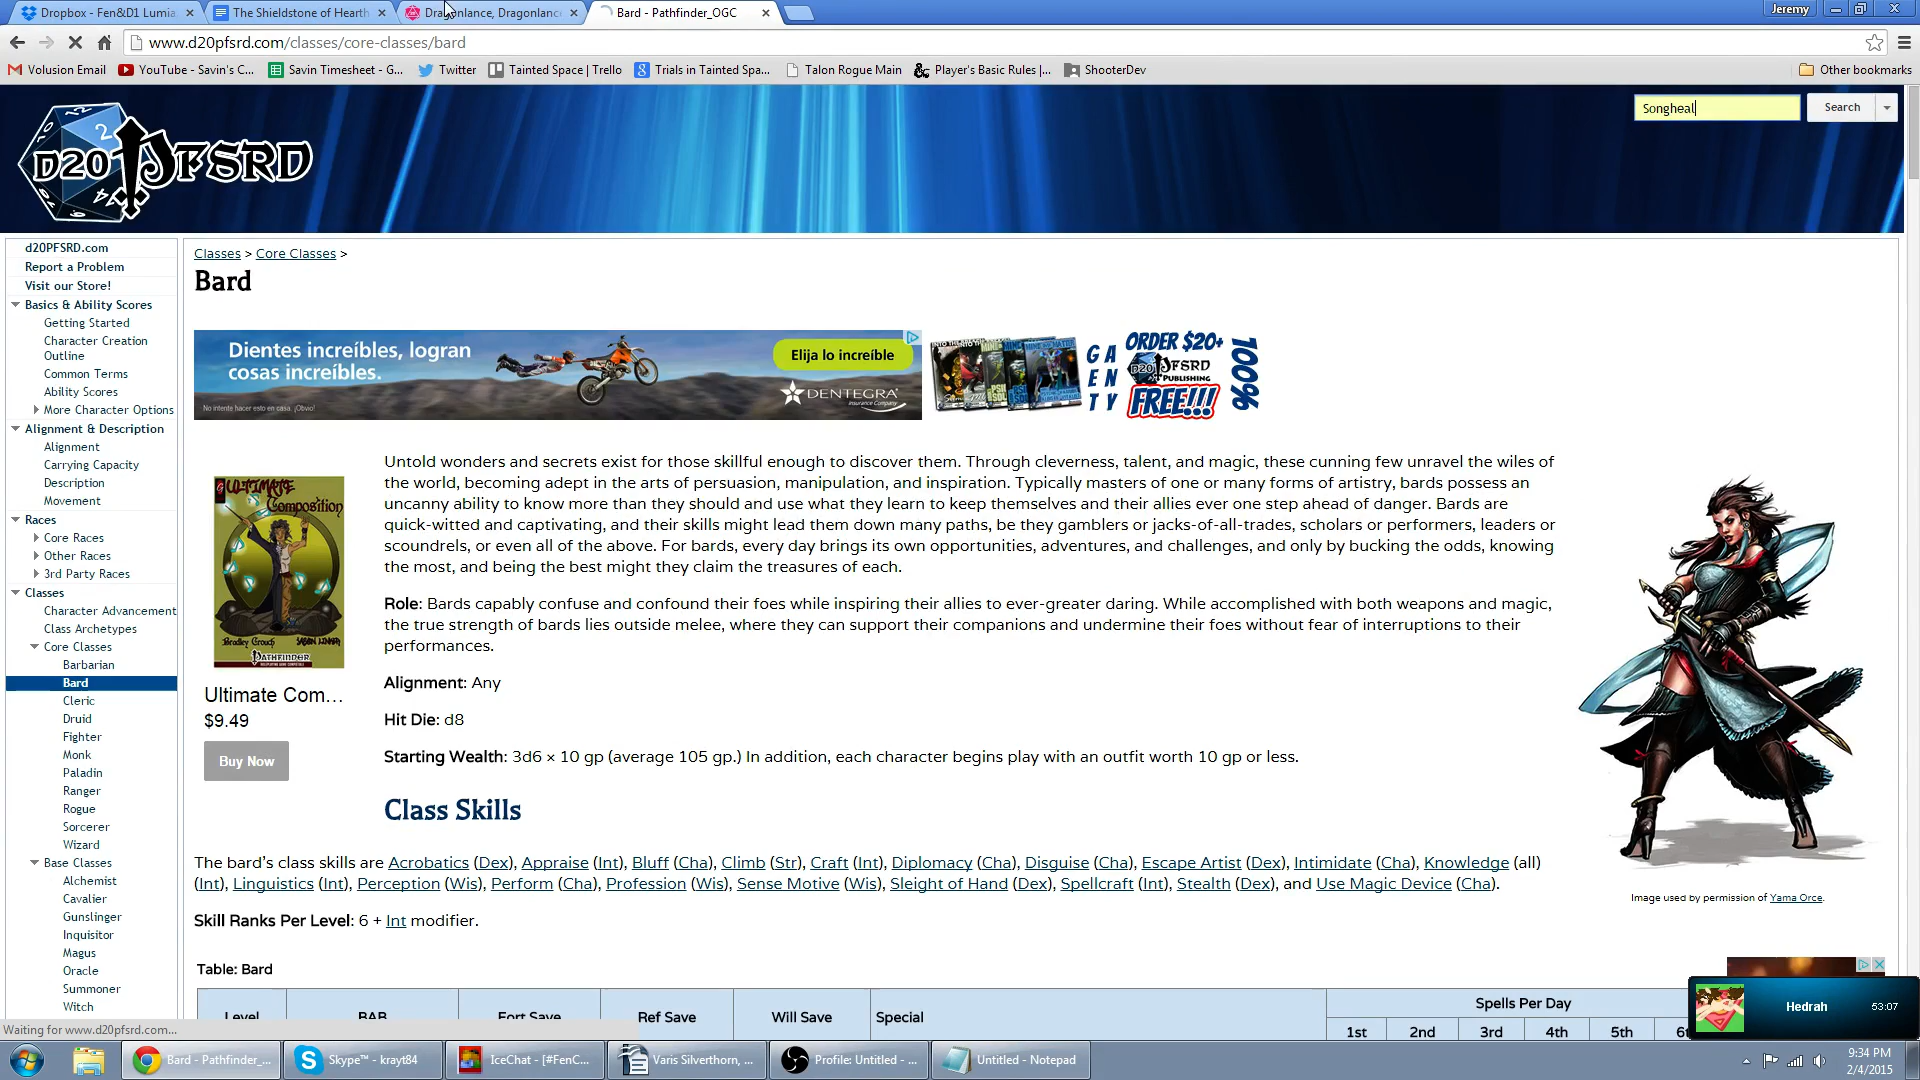 Dropbox - Fen&D1 Lumia
The Shieldstone of Hearth
Dragonlance, Dragonlanc
Bard - Pathfinder_OGC
Jeremy
www.d20pfsrd.com/classes/core-classes/bard
Volusion Email
YouTube - Savin's C...
Savin Timesheet - G...
Twitter
Tainted Space | Trello
Trials in Tainted Spa...
Talon Rogue Main
Player's Basic Rules |...
ShooterDev
Other bookmarks
D20PFSRD
Songheal
Search
d20PFSRD.com
Report a Problem
Visit our Store!
Basics & Ability Scores
Getting Started
Character Creation
Outline
Common Terms
Ability Scores
More Character Options
Alignment & Description
Alignment
Carrying Capacity
Description
Movement
Races
Core Races
Other Races
3rd Party Races
Classes
Character Advancement
Class Archetypes
Core Classes
Barbarian
Bard
Cleric
Druid
Fighter
Monk
Paladin
Ranger
Rogue
Sorcerer
Wizard
Base Classes
Alchemist
Cavalier
Gunslinger
Inquisitor
Magus
Oracle
Summoner
Witch
Classes > Core Classes >
Bard
Dientes increíbles, logran
cosas increíbles.
Elija lo increíble
DENTEGRA
Insurance Company
No intente hacer esto en casa. ¡Obvio!
ORDER $20+
D20PFSRD
PUBLISHING
FREE!!!
100%
ULTIMATE
Composition
Bradley Crouch
PATHFINDER
Ultimate Com...
$9.49
Buy Now
Untold wonders and secrets exist for those skillful enough to discover them. Through cleverness, talent, and magic, these cunning few unravel the wiles of
the world, becoming adept in the arts of persuasion, manipulation, and inspiration. Typically masters of one or many forms of artistry, bards possess an
uncanny ability to know more than they should and use what they learn to keep themselves and their allies ever one step ahead of danger. Bards are
quick-witted and captivating, and their skills might lead them down many paths, be they gamblers or jacks-of-all-trades, scholars or performers, leaders or
scoundrels, or even all of the above. For bards, every day brings its own opportunities, adventures, and challenges, and only by bucking the odds, knowing
the most, and being the best might they claim the treasures of each.
Role: Bards capably confuse and confound their foes while inspiring their allies to ever-greater daring. While accomplished with both weapons and magic,
the true strength of bards lies outside melee, where they can support their companions and undermine their foes without fear of interruptions to their
performances.
Alignment: Any
Hit Die: d8
Starting Wealth: 3d6 × 10 gp (average 105 gp.) In addition, each character begins play with an outfit worth 10 gp or less.
Class Skills
The bard's class skills are Acrobatics (Dex), Appraise (Int), Bluff (Cha), Climb (Str), Craft (Int), Diplomacy (Cha), Disguise (Cha), Escape Artist (Dex), Intimidate (Cha), Knowledge (all)
(Int), Linguistics (Int), Perception (Wis), Perform (Cha), Profession (Wis), Sense Motive (Wis), Sleight of Hand (Dex), Spellcraft (Int), Stealth (Dex), and Use Magic Device (Cha).
Skill Ranks Per Level: 6 + Int modifier.
Image used by permission of Yama Orce.
Table: Bard
Level
BAB
Fort Save
Ref Save
Will Save
Special
Spells Per Day
1st
2nd
3rd
4th
5th
Hedrah
53:07
Waiting for www.d20pfsrd.com...
Bard - Pathfinder_...
Skype™ - krayt84
IceChat - [#FenC...
Varis Silverthorn, ...
Profile: Untitled - ...
Untitled - Notepad
9:34 PM
2/4/2015